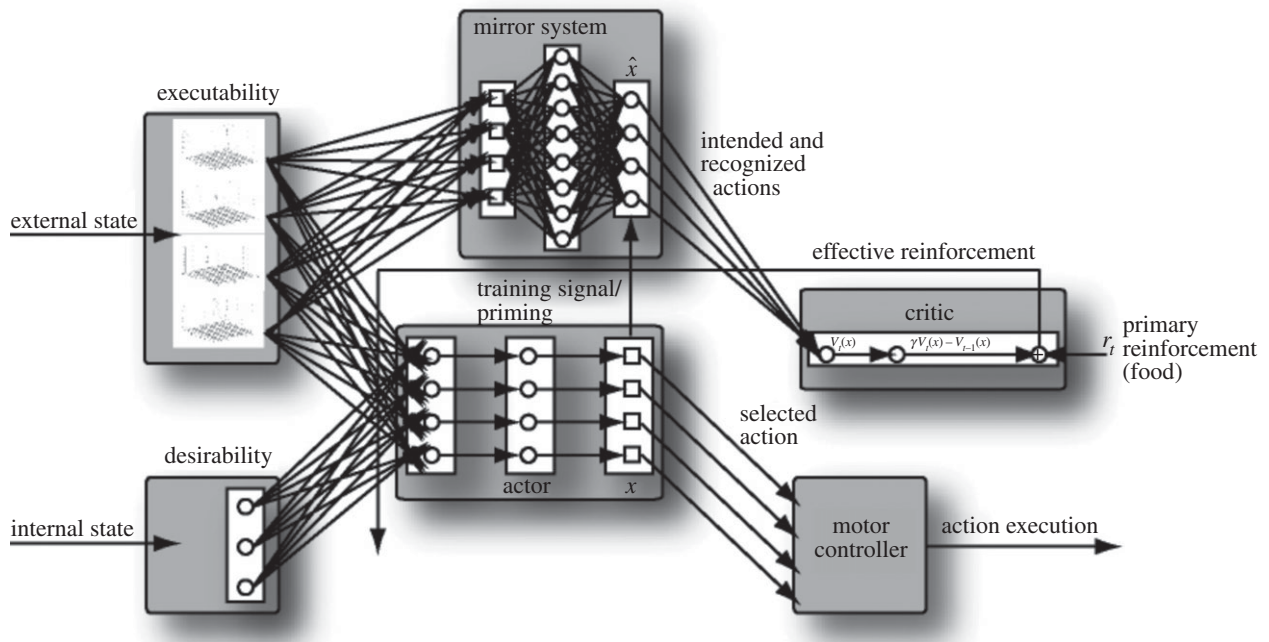 mirror system
x̂
executability
intended and
recognized
actions
external state
effective reinforcement
training signal/
priming
critic
V_t(x)
γV_t(x) – V_{t–1}(x)
r_t
primary
reinforcement
(food)
selected
action
desirability
actor
x
internal state
motor
controller
action execution